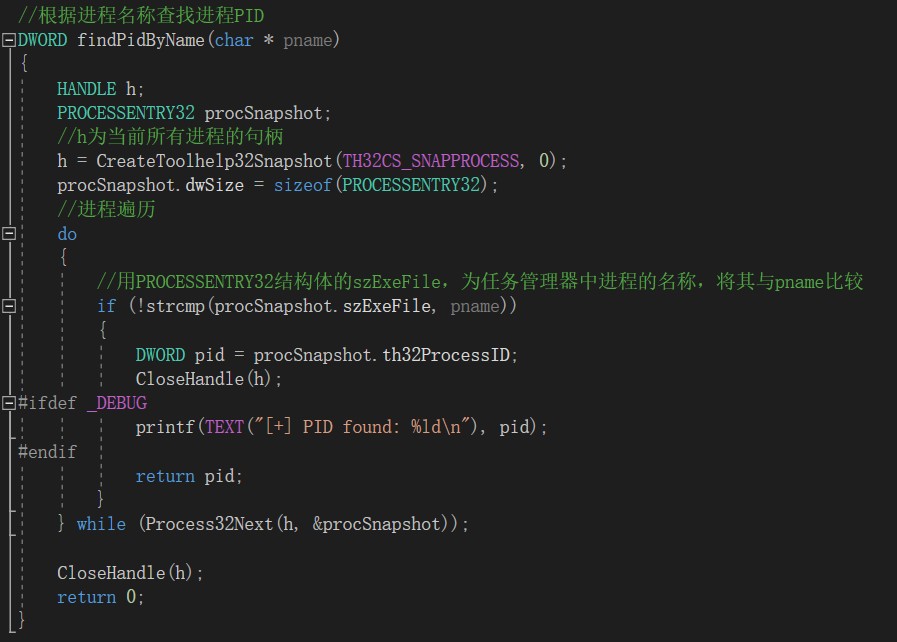 //根据进程名称查找进程PID
DWORD findPidByName(char * pname)
{
HANDLE h;
PROCESSENTRY32 procSnapshot;
//h为当前所有进程的句柄
h = CreateToolhelp32Snapshot(TH32CS_SNAPPROCESS, 0);
procSnapshot.dwSize = sizeof(PROCESSENTRY32);
//进程遍历
do
{
//用PROCESSENTRY32结构体的szExeFile，为任务管理器中进程的名称，将其与pname比较
if (!strcmp(procSnapshot.szExeFile, pname))
{
DWORD pid = procSnapshot.th32ProcessID;
CloseHandle(h);
#ifdef _DEBUG
printf(TEXT("[+] PID found: %ld\n"), pid);
#endif
return pid;
}
} while (Process32Next(h, &procSnapshot));
CloseHandle(h);
return 0;
}